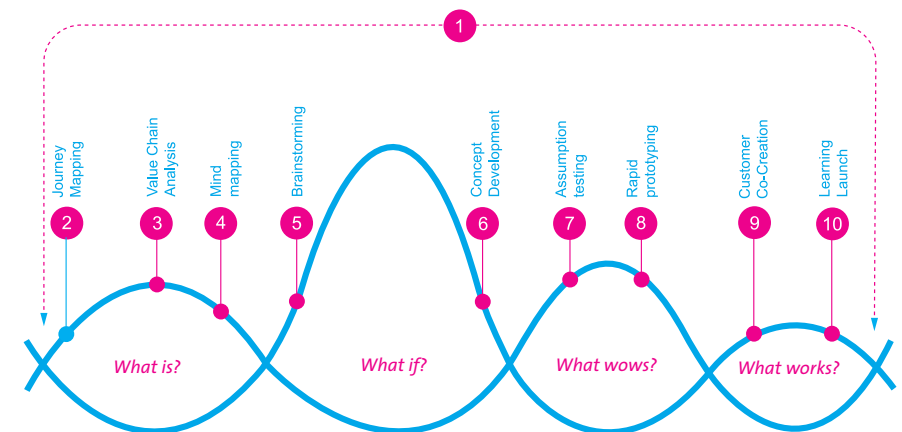 1
Journey
Mapping
Value Chain
Analysis
Mind
mapping
Brainstorming
Concept
Development
Assumption
testing
Rapid
prototyping
Customer
Co-Creation
Learning
Launch
2
3
4
5
6
7
8
9
10
What is?
What if?
What wows?
What works?